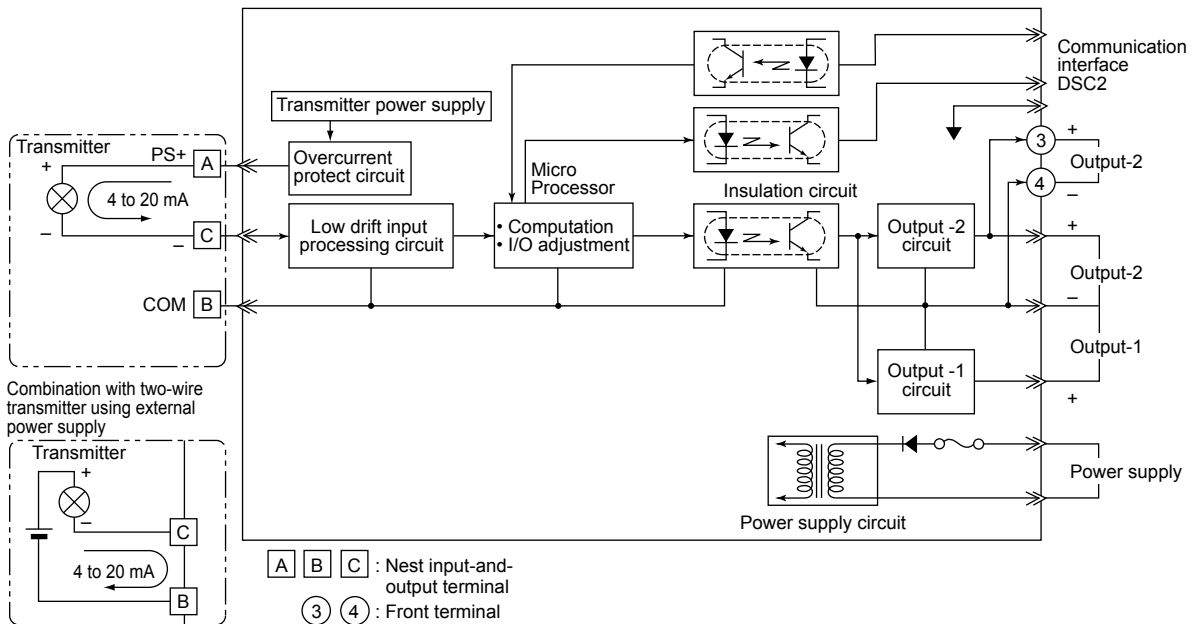 Communication
interface
DSC2
Transmitter power supply
Transmitter
PS+
A
+
Overcurrent
protect circuit
4 to 20 mA
−
−
C
Low drift input
processing circuit
Micro
Processor
• Computation
• I/O adjustment
Insulation circuit
Output -2
circuit
3
+
Output-2
4
−
+
Output-2
−
COM
B
Output -1
circuit
Output-1
+
Combination with two-wire
transmitter using external
power supply
Transmitter
+
−
C
4 to 20 mA
B
Power supply circuit
Power supply
A B C : Nest input-and-
output terminal
3 4 : Front terminal